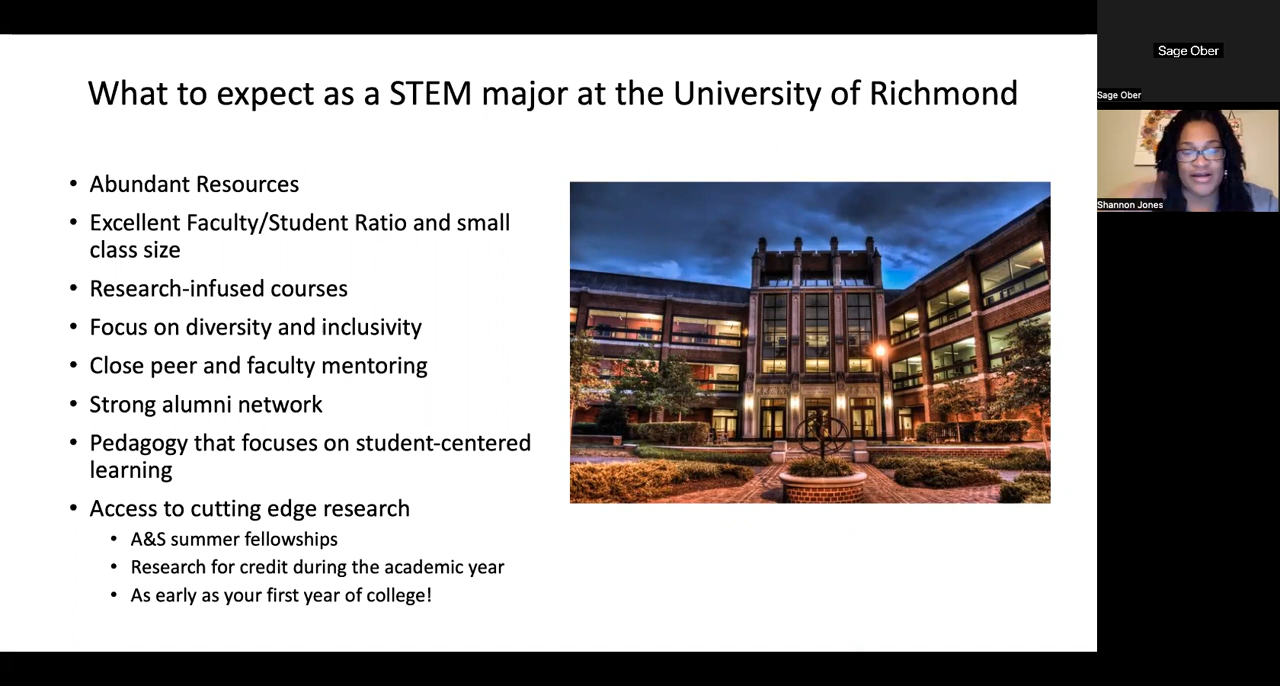 What to expect as a STEM major at the University of Richmond
• Abundant Resources
• Excellent Faculty/Student Ratio and small
class size
• Research-infused courses
• Focus on diversity and inclusivity
• Close peer and faculty mentoring
• Strong alumni network
• Pedagogy that focuses on student-centered
learning
• Access to cutting edge research
• A&S summer fellowships
• Research for credit during the academic year
• As early as your first year of college!
Sage Ober
Sage Ober
Shannon Jones